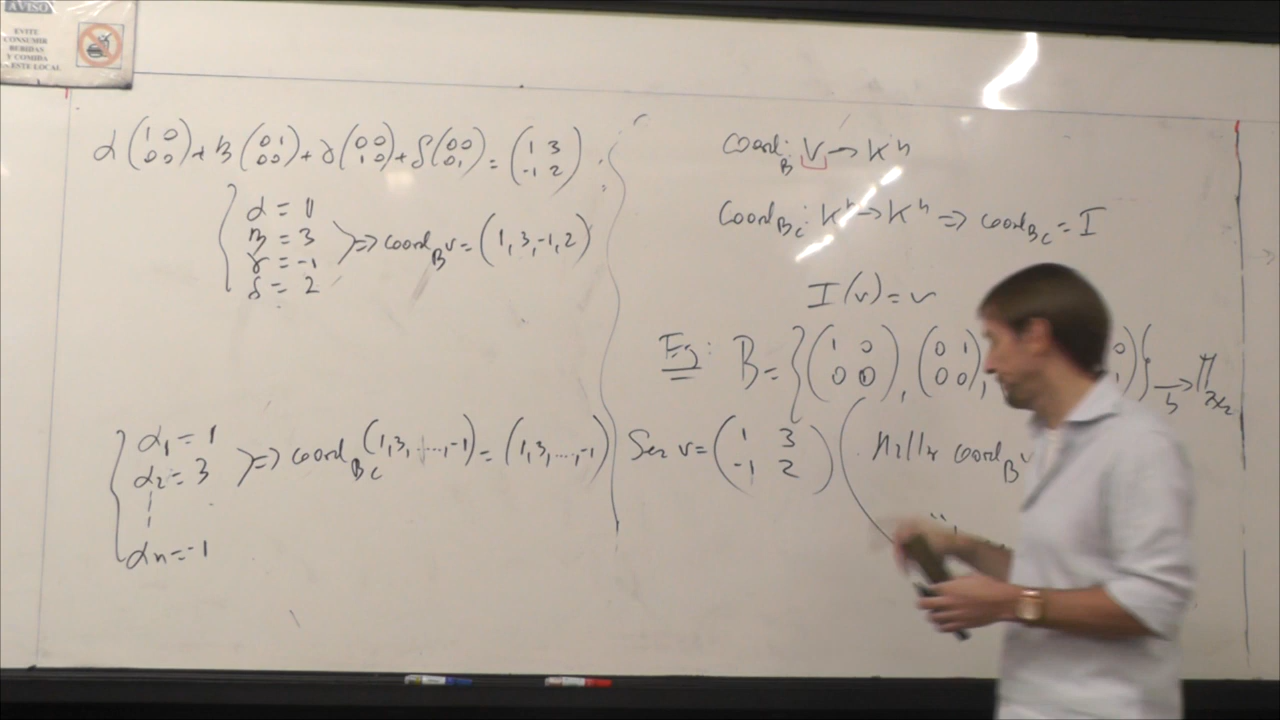 AVISO
EVITE
CONSUMIR
BEBIDAS
Y COMIDA
EN ESTE LOCAL
α(1 0 / 0 0) + β(0 1 / 0 0) + γ(0 0 / 1 0) + δ(0 0 / 0 1) = (1 3 / -1 2)
α = 1
β = 3
γ = -1
δ = 2
⇒ coord_B v = (1, 3, -1, 2)
α1 = 1
α2 = 3
αn = -1
⇒ coord_Bc (1, 3, ..., -1) = (1, 3, ..., -1)
coord_B: V → K^n
coord_Bc: K^n → K^n ⇒ coord_Bc = I
I(v) = v
Ej: B = {(1 0 / 0 0), (0 1 / 0 0),
Sea v = (1 3 / -1 2)
Hallar coord_B v